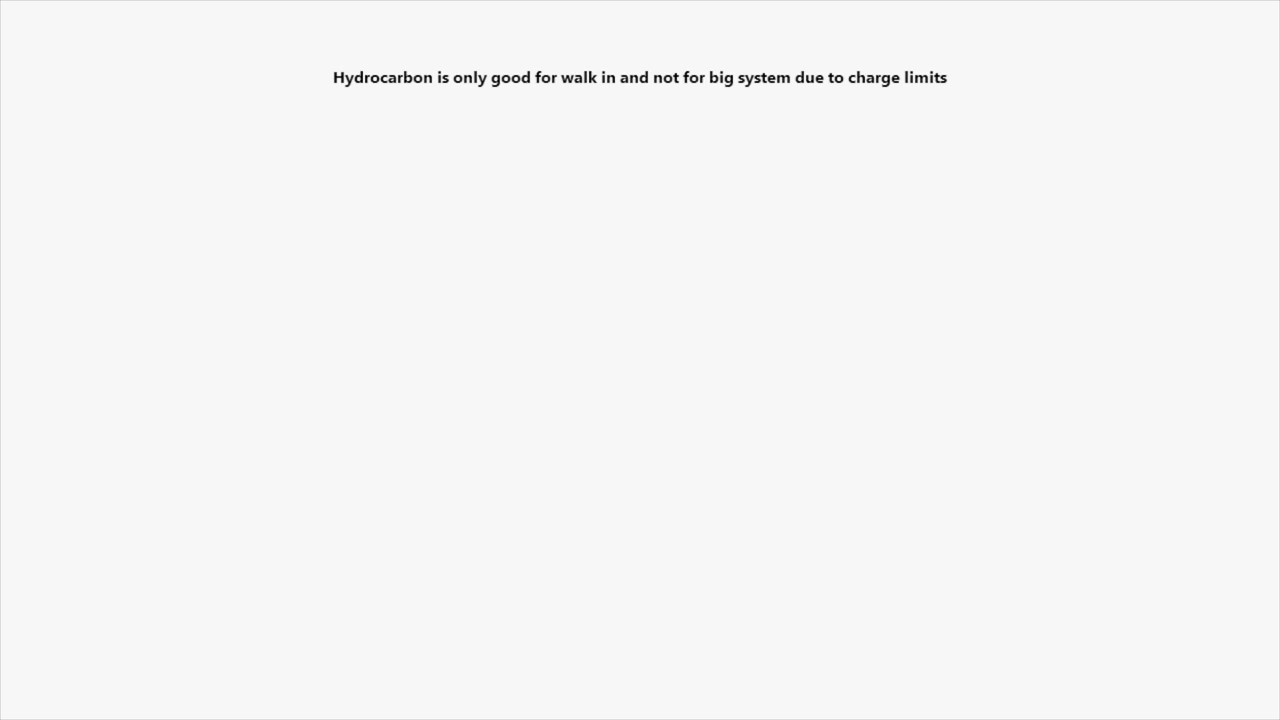 Hydrocarbon is only good for walk in and not for big system due to charge limits